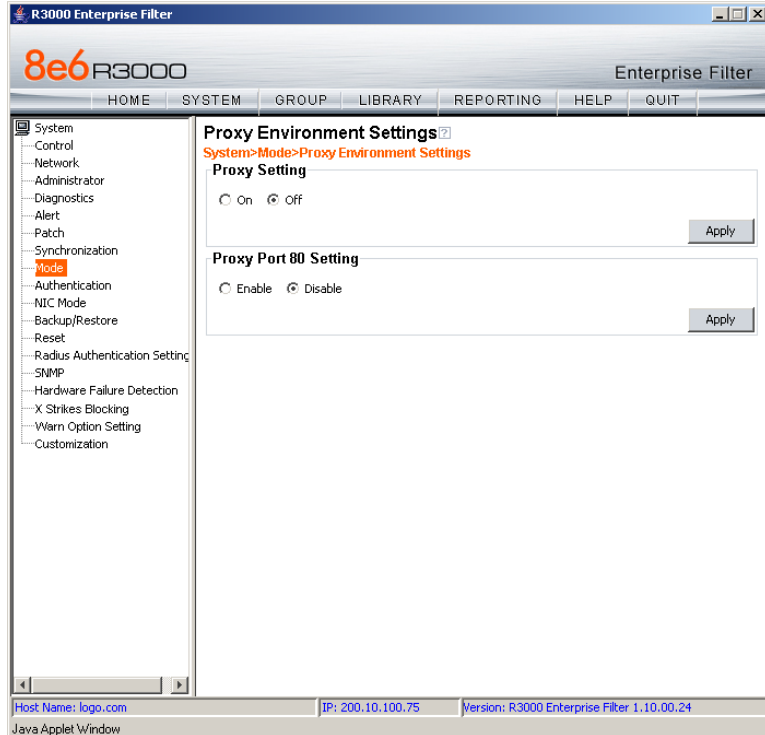 R3000 Enterprise Filter
8e6 R3000
Enterprise Filter
HOME SYSTEM GROUP LIBRARY REPORTING HELP QUIT
System
Control
Network
Administrator
Diagnostics
Alert
Patch
Synchronization
Mode
Authentication
NIC Mode
Backup/Restore
Reset
Radius Authentication Setting
SNMP
Hardware Failure Detection
X Strikes Blocking
Warn Option Setting
Customization
Proxy Environment Settings?
System>Mode>Proxy Environment Settings
Proxy Setting
On Off
Apply
Proxy Port 80 Setting
Enable Disable
Apply
Host Name: logo.com IP: 200.10.100.75 Version: R3000 Enterprise Filter 1.10.00.24
Java Applet Window